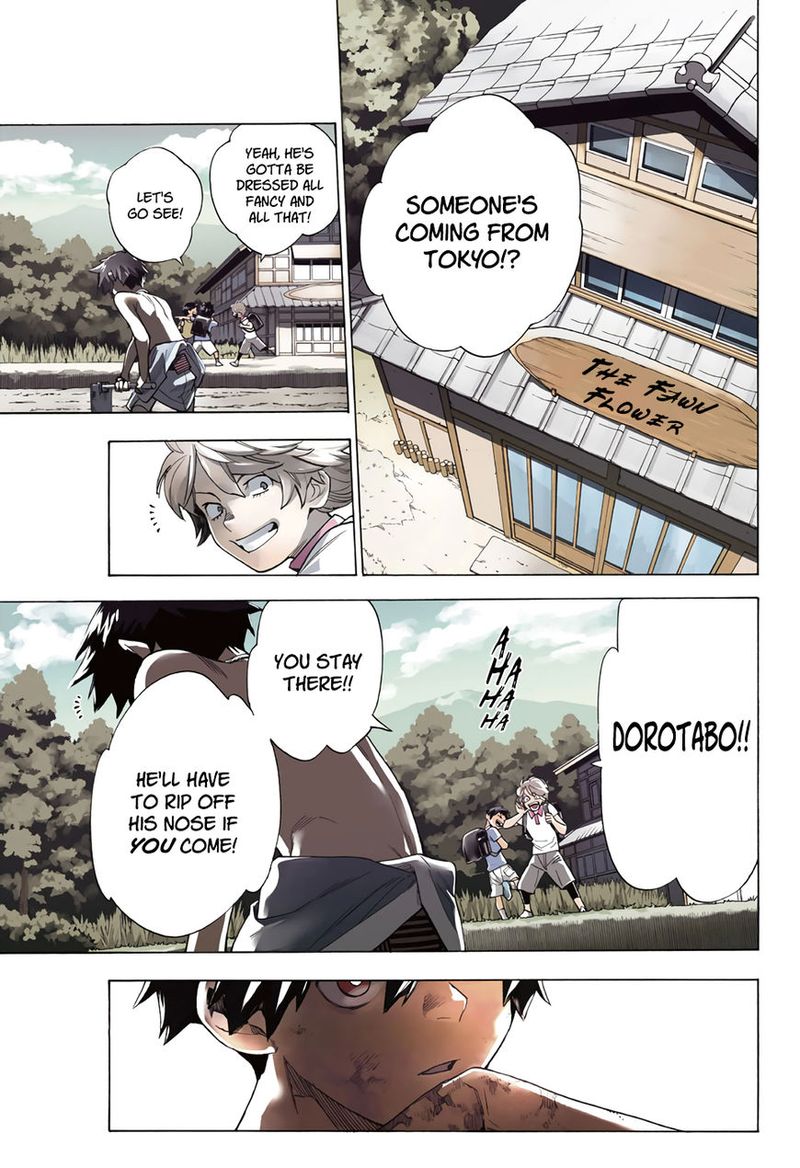 SOMEONE'S
COMING FROM
TOKYO!?
THE FAWN
FLOWER
YEAH, HE'S
GOTTA BE
DRESSED ALL
FANCY AND
ALL THAT!
LET'S
GO SEE!
DOROTABO!!
A
HA
HA
HA
YOU STAY
THERE!!
HE'LL HAVE
TO RIP OFF
HIS NOSE IF
YOU COME!